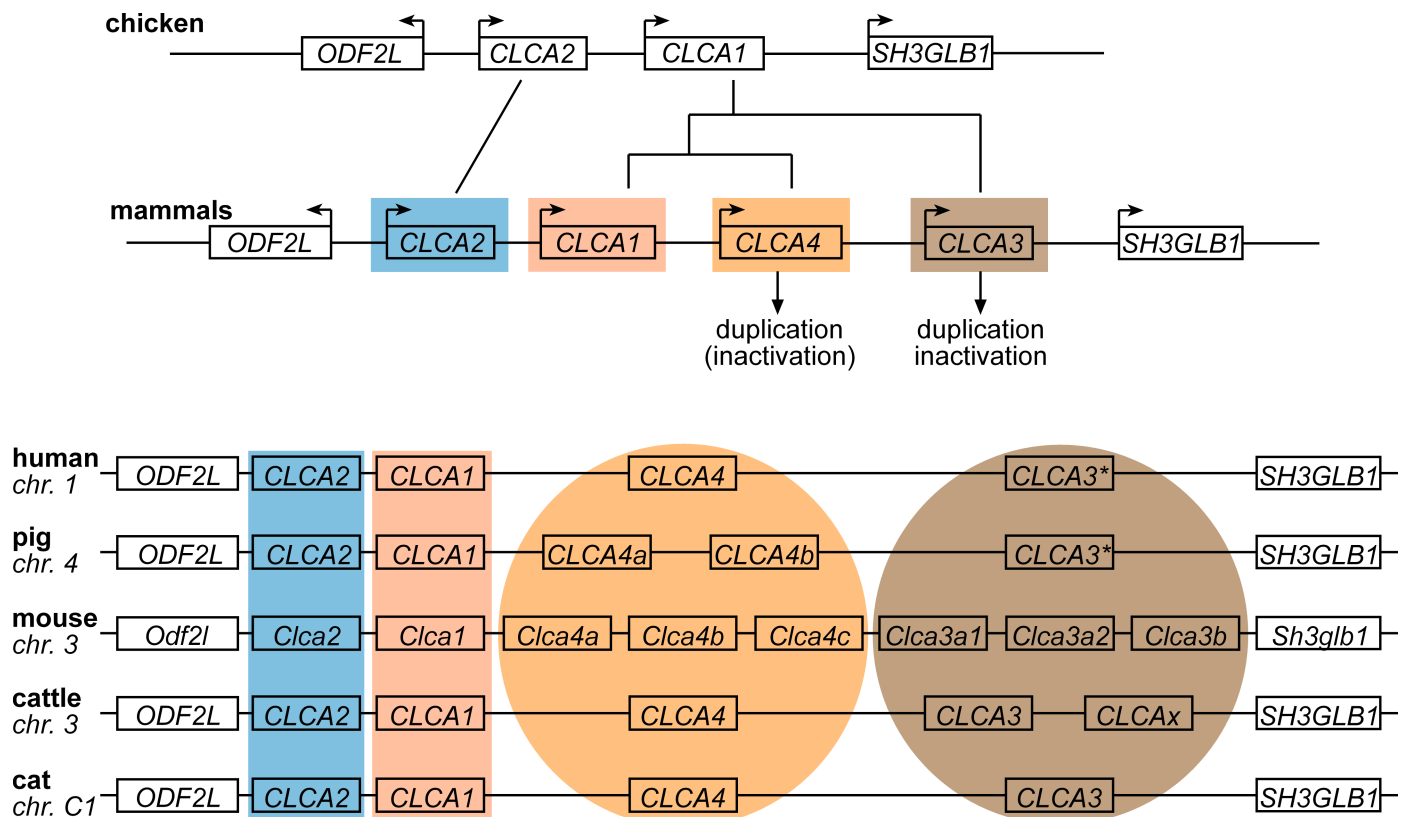 chicken
ODF2L CLCA2 CLCA1 SH3GLB1
mammals
ODF2L CLCA2 CLCA1 CLCA4 CLCA3 SH3GLB1
duplication duplication
(inactivation) inactivation
human
chr. 1
ODF2L CLCA2 CLCA1 CLCA4 CLCA3* SH3GLB1
pig
chr. 4
ODF2L CLCA2 CLCA1 CLCA4a CLCA4b CLCA3* SH3GLB1
mouse
chr. 3
Odf2l Clca2 Clca1 Clca4a Clca4b Clca4c Clca3a1 Clca3a2 Clca3b Sh3glb1
cattle
chr. 3
ODF2L CLCA2 CLCA1 CLCA4 CLCA3 CLCAx SH3GLB1
cat
chr. C1
ODF2L CLCA2 CLCA1 CLCA4 CLCA3 SH3GLB1